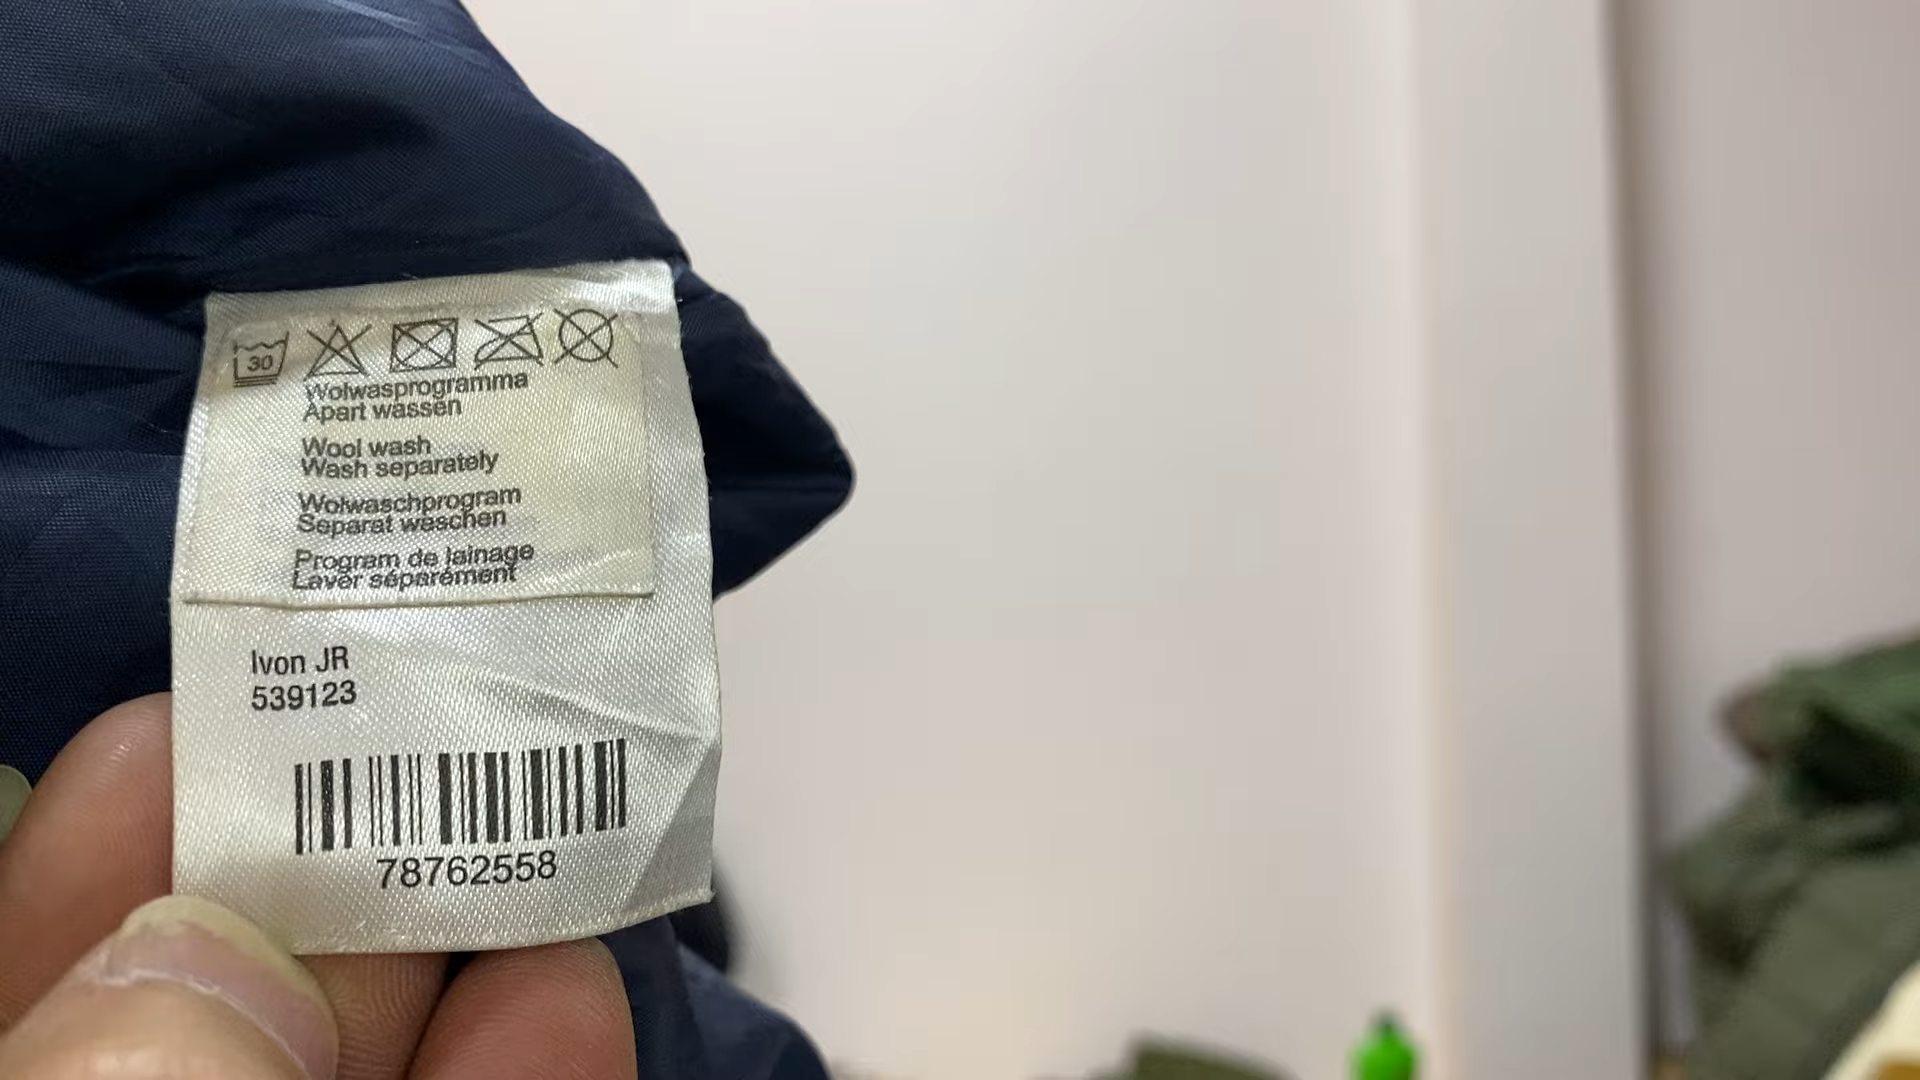 30
Wolwasprogramma
Apart wassen
Wool wash
Wash separately
Wolwaschprogram
Separat waschen
Program de lainage
Laver séparément
Ivon JR
539123
78762558